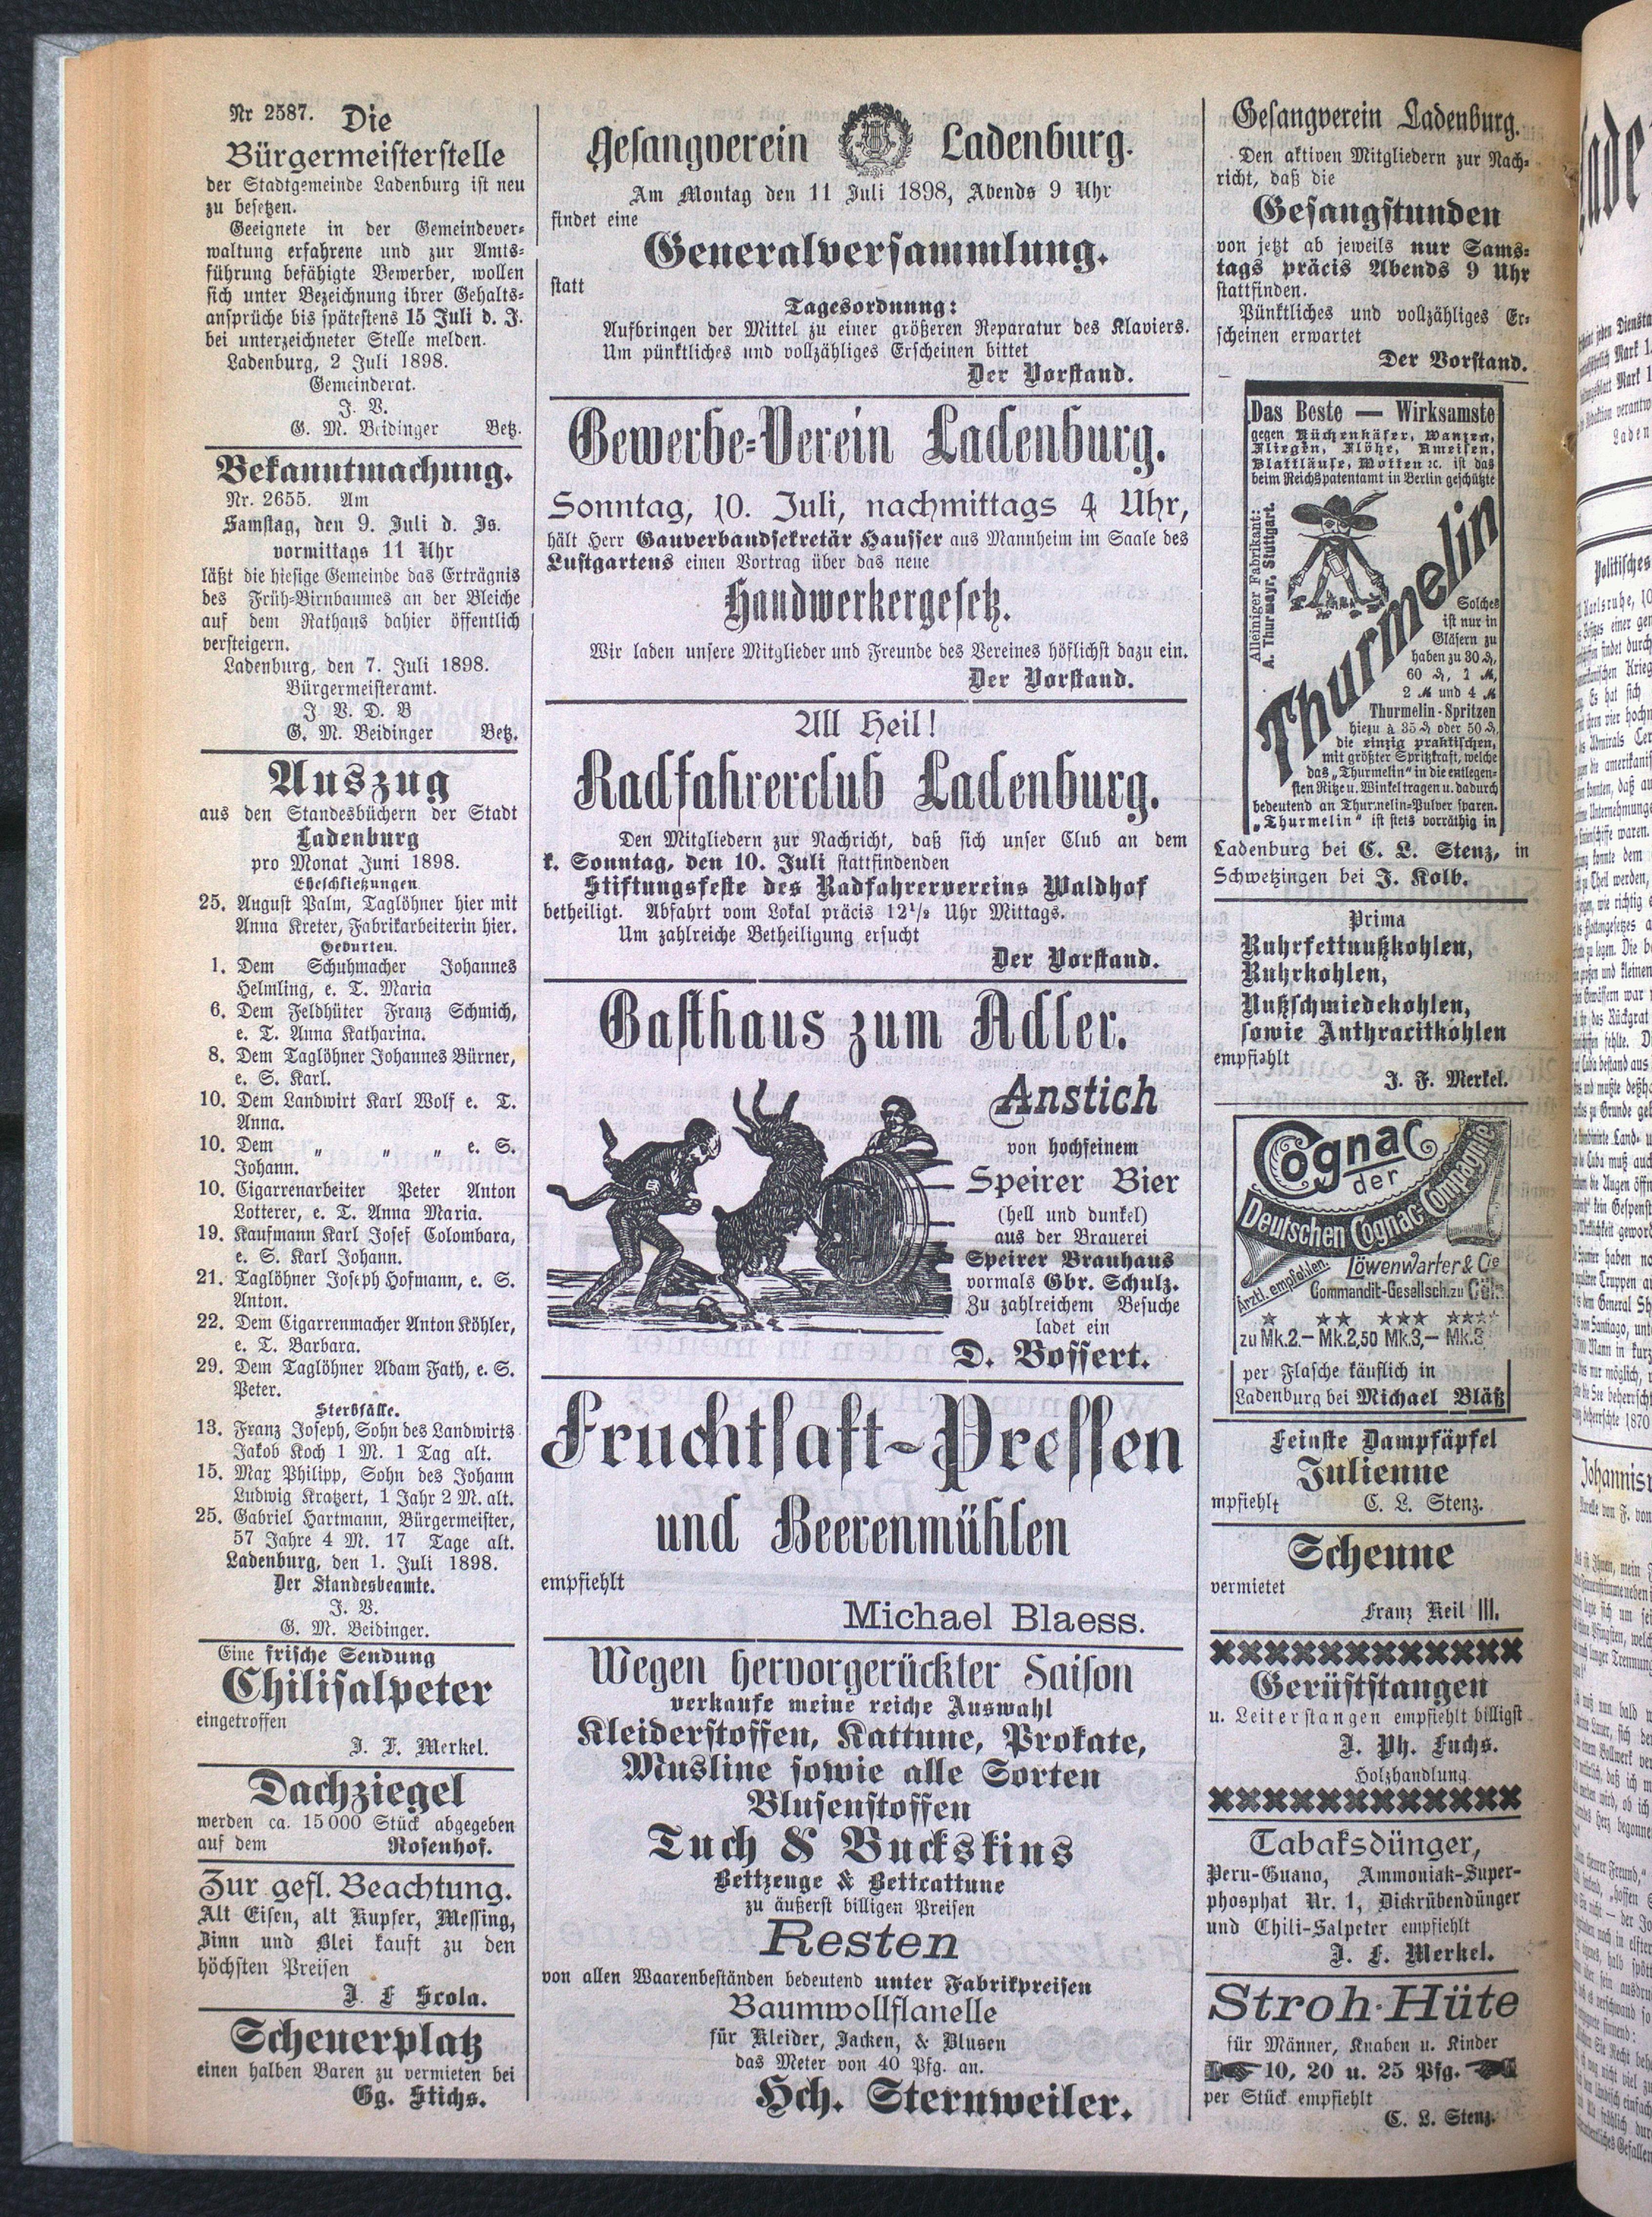 Nr 2587.
Die
Bürgermeisterstelle
der Stadtgemeinde Ladenburg ist neu
zu besetzen.
Geeignete in der Gemeindever-
waltung erfahrene und zur Amts-
führung befähigte Bewerber, wollen
sich unter Bezeichnung ihrer Gehalts-
ansprüche bis spätestens 15 Juli d. J.
bei unterzeichneter Stelle melden.
Ladenburg, 2 Juli 1898.
Gemeinderat.
J. V.
G. M. Beidinger Betz.
Bekanntmachung.
Nr. 2655. Am
Samstag, den 9. Juli d. Js.
vormittags 11 Uhr
läßt die hiesige Gemeinde das Erträgnis
des Früh-Birnbaumes an der Bleiche
auf dem Rathaus dahier öffentlich
versteigern.
Ladenburg, den 7. Juli 1898.
Bürgermeisteramt.
J. V. D. B
G. M. Beidinger Betz.
Auszug
aus den Standesbüchern der Stadt
Ladenburg
pro Monat Juni 1898.
Eheschließungen
25. August Palm, Taglöhner hier mit
Anna Kreter, Fabrikarbeiterin hier.
Geburten.
1. Dem Schuhmacher Johannes
Helmling, e. T. Maria
6. Dem Feldhüter Franz Schmich,
e. T. Anna Katharina.
8. Dem Taglöhner Johannes Bürner,
e. S. Karl.
10. Dem Landwirt Karl Wolf e. T.
Anna.
10. Dem „ „ „ e. S.
Johann.
10. Cigarrenarbeiter Peter Anton
Lotterer, e. T. Anna Maria.
19. Kaufmann Karl Josef Colombara,
e. S. Karl Johann.
21. Taglöhner Joseph Hofmann, e. S.
Anton.
22. Dem Cigarrenmacher Anton Köhler,
e. T. Barbara.
29. Dem Taglöhner Adam Fath, e. S.
Peter.
Sterbfälle.
13. Franz Joseph, Sohn des Landwirts
Jakob Koch 1 M. 1 Tag alt.
15. Max Philipp, Sohn des Johann
Ludwig Kratzert, 1 Jahr 2 M. alt.
25. Gabriel Hartmann, Bürgermeister,
57 Jahre 4 M. 17 Tage alt.
Ladenburg, den 1. Juli 1898.
Der Standesbeamte.
J. V.
G. M. Beidinger.
Eine frische Sendung
Chilisalpeter
eingetroffen
J. F. Merkel.
Dachziegel
werden ca. 15000 Stück abgegeben
auf dem Rosenhof.
Zur gefl. Beachtung.
Alt Eisen, alt Kupfer, Messing,
Zinn und Blei kauft zu den
höchsten Preisen
J. F Scola.
Scheuerplatz
einen halben Baren zu vermieten bei
Gg. Stichs.
Gesangverein Ladenburg.
Am Montag den 11 Juli 1898, Abends 9 Uhr
findet eine
Generalversammlung.
statt
Tagesordnung:
Aufbringen der Mittel zu einer größeren Reparatur des Klaviers.
Um pünktliches und vollzähliges Erscheinen bittet
Der Vorstand.
Gewerbe-Verein Ladenburg.
Sonntag, 10. Juli, nachmittags 4 Uhr,
hält Herr Gauverbandsekretär Hausser aus Mannheim im Saale des
Lustgartens einen Vortrag über das neue
Handwerkergesetz.
Wir laden unsere Mitglieder und Freunde des Vereines höflichst dazu ein.
Der Vorstand.
All Heil!
Radfahrerclub Ladenburg.
Den Mitgliedern zur Nachricht, daß sich unser Club an dem
k. Sonntag, den 10. Juli stattfindenden
Stiftungsfeste des Radfahrervereins Waldhof
betheiligt. Abfahrt vom Lokal präcis 12½ Uhr Mittags.
Um zahlreiche Betheiligung ersucht
Der Vorstand.
Gasthaus zum Adler.
Anstich
von hochfeinem
Speirer Bier
(hell und dunkel)
aus der Brauerei
Speirer Brauhaus
vormals Gbr. Schulz.
Zu zahlreichem Besuche
ladet ein
D. Bossert.
Fruchtsaft-Pressen
und Beerenmühlen
empfiehlt
Michael Blaess.
Wegen hervorgerückter Saison
verkaufe meine reiche Auswahl
Kleiderstoffen, Kattune, Prokate,
Musline sowie alle Sorten
Blusenstoffen
Tuch & Buckskins
Bettzeuge & Bettcattune
zu äußerst billigen Preisen
Resten
von allen Waarenbeständen bedeutend unter Fabrikpreisen
Baumwollflanelle
für Kleider, Jacken, & Blusen
das Meter von 40 Pfg. an.
Hch. Sternweiler.
Gesangverein Ladenburg.
Den aktiven Mitgliedern zur Nach-
richt, daß die
Gesangstunden
von jetzt ab jeweils nur Sams-
tags präcis Abends 9 Uhr
stattfinden.
Pünktliches und vollzähliges Er-
scheinen erwartet
Der Vorstand.
Das Beste — Wirksamste
gegen Küchenkäfer, Wanzen,
Fliegen, Flöhe, Ameisen,
Blattläuse, Motten ꝛc. ist das
beim Reichspatentamt in Berlin geschützte
Thurmelin
Alleiniger Fabrikant:
A. Thurmayr, Stuttgart.
Solches
ist nur in
Gläsern zu
haben zu 30 ₰,
60 ₰, 1 ℳ,
2 ℳ und 4 ℳ
Thurmelin-Spritzen
hiezu à 35 ₰ oder 50 ₰,
die einzig praktischen,
mit größter Spritzkraft, welche
das „Thurmelin“ in die entlegen-
sten Ritze u. Winkel tragen u. dadurch
bedeutend an Thurmelin-Pulver sparen.
„Thurmelin“ ist stets vorräthig in
Ladenburg bei C. L. Stenz, in
Schwetzingen bei J. Kolb.
Prima
Ruhrfettnußkohlen,
Ruhrkohlen,
Nußschmiedekohlen,
sowie Anthracitkohlen
empfiehlt
J. F. Merkel.
Cognac
der
Deutschen Cognac-Compagnie
Löwenwarter & Cie
Ärztl. empfohlen.
Commandit-Gesellsch. zu Cöln
★ ★★ ★★★ ★★★★
zu Mk.2.– Mk.2,50 Mk.3,– Mk.3
per Flasche käuflich in
Ladenburg bei Michael Bläß
Feinste Dampfäpfel
Julienne
mpfiehlt C. L. Stenz.
Scheune
vermietet
Franz Keil III.
Gerüststangen
u. Leiterstangen empfiehlt billigst
J. Ph. Fuchs.
Holzhandlung
Tabaksdünger,
Peru-Guano, Ammoniak-Super-
phosphat Nr. 1, Dickrübendünger
und Chili-Salpeter empfiehlt
J. F. Merkel.
Stroh-Hüte
für Männer, Knaben u. Kinder
10, 20 u. 25 Pfg.
per Stück empfiehlt
C. L. Stenz.